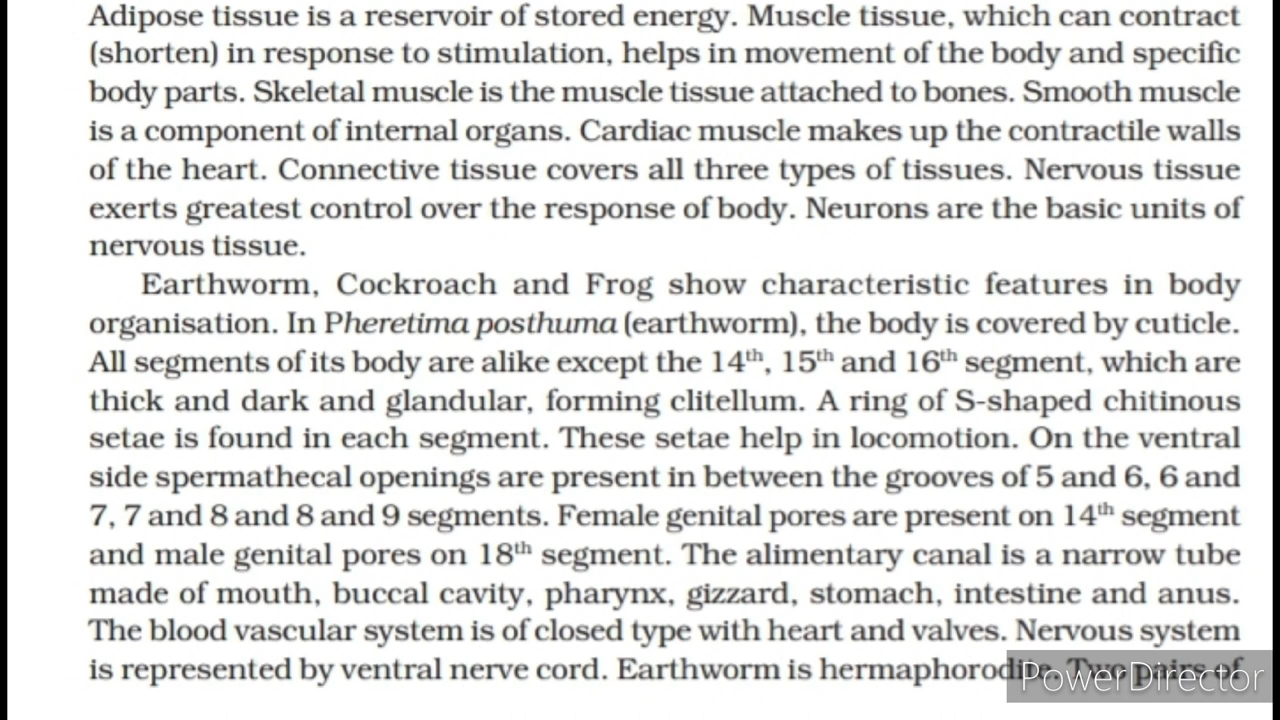 Adipose tissue is a reservoir of stored energy. Muscle tissue, which can contract
(shorten) in response to stimulation, helps in movement of the body and specific
body parts. Skeletal muscle is the muscle tissue attached to bones. Smooth muscle
is a component of internal organs. Cardiac muscle makes up the contractile walls
of the heart. Connective tissue covers all three types of tissues. Nervous tissue
exerts greatest control over the response of body. Neurons are the basic units of
nervous tissue.
Earthworm, Cockroach and Frog show characteristic features in body
organisation. In Pheretima posthuma (earthworm), the body is covered by cuticle.
All segments of its body are alike except the 14th, 15th and 16th segment, which are
thick and dark and glandular, forming clitellum. A ring of S-shaped chitinous
setae is found in each segment. These setae help in locomotion. On the ventral
side spermathecal openings are present in between the grooves of 5 and 6, 6 and
7, 7 and 8 and 8 and 9 segments. Female genital pores are present on 14th segment
and male genital pores on 18th segment. The alimentary canal is a narrow tube
made of mouth, buccal cavity, pharynx, gizzard, stomach, intestine and anus.
The blood vascular system is of closed type with heart and valves. Nervous system
is represented by ventral nerve cord. Earthworm is hermaphorodite. Two pairs of
PowerDirector